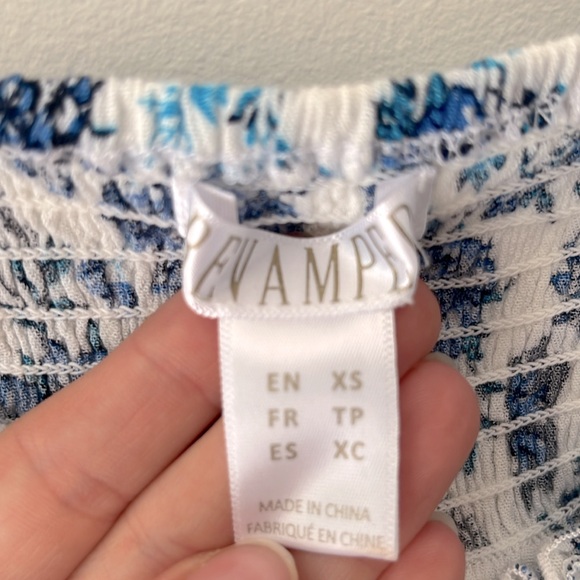 REVAMPED
EN XS
FR TP
ES XC
MADE IN CHINA
FABRIQUÉ EN CHINE